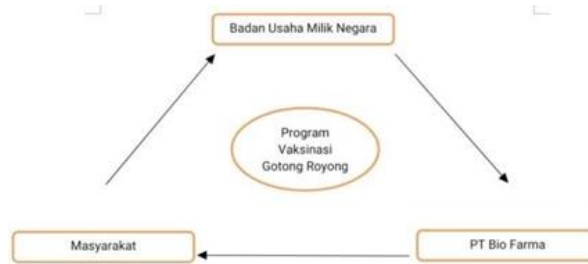 Badan Usaha Milik Negara
Program
Vaksinasi
Gotong Royong
Masyarakat
PT Bio Farma